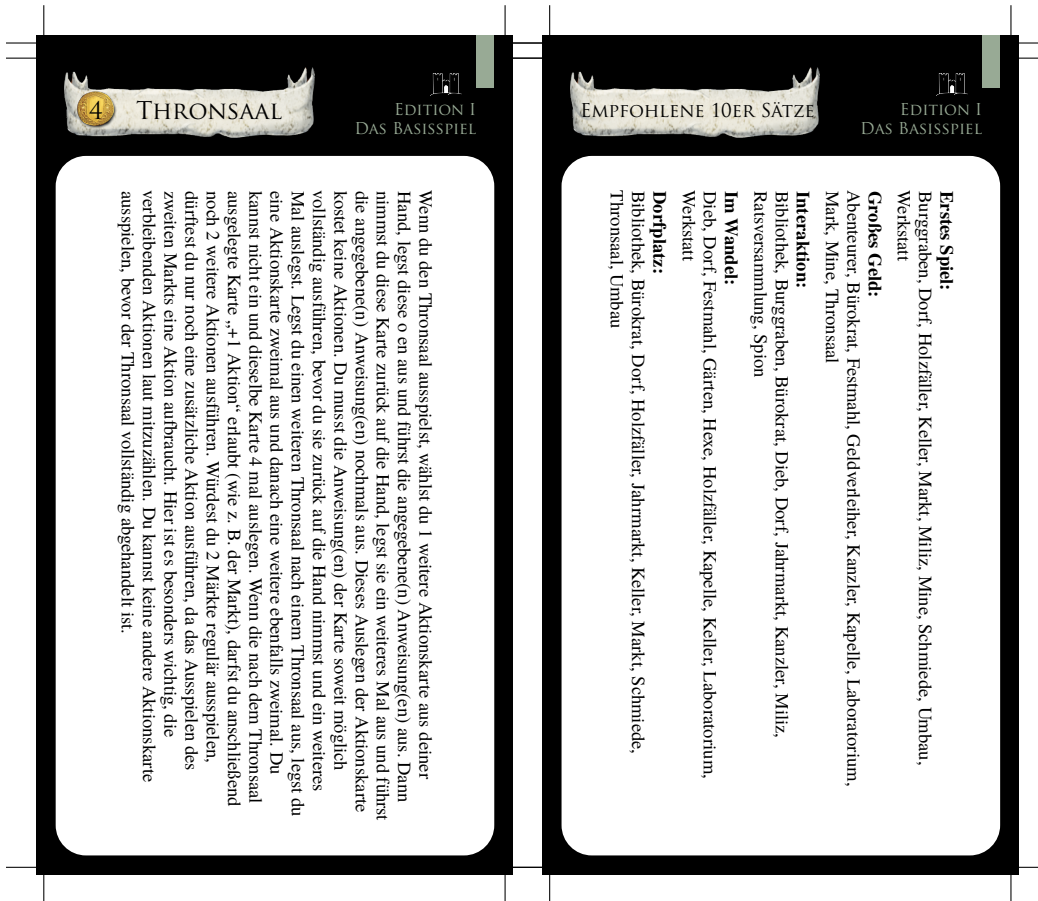 4
THRONSAAL
EDITION I
DAS BASISSPIEL
Wenn du den Thronsaal ausspielst, wählst du 1 weitere Aktionskarte aus deiner
Hand, legst diese o en aus und führst die angegebene(n) Anweisung(en) aus. Dann
nimmst du diese Karte zurück auf die Hand, legst sie ein weiteres Mal aus und führst
die angegebene(n) Anweisung(en) nochmals aus. Dieses Auslegen der Aktionskarte
kostet keine Aktionen. Du musst die Anweisung(en) der Karte soweit möglich
vollständig ausführen, bevor du sie zurück auf die Hand nimmst und ein weiteres
Mal auslegst. Legst du einen weiteren Thronsaal nach einem Thronsaal aus, legst du
eine Aktionskarte zweimal aus und danach eine weitere ebenfalls zweimal. Du
kannst nicht ein und dieselbe Karte 4 mal auslegen. Wenn die nach dem Thronsaal
ausgelegte Karte „+1 Aktion“ erlaubt (wie z. B. der Markt), darfst du anschließend
noch 2 weitere Aktionen ausführen. Würdest du 2 Märkte regulär ausspielen,
dürftest du nur noch eine zusätzliche Aktion ausführen, da das Ausspielen des
zweiten Markts eine Aktion aufbraucht. Hier ist es besonders wichtig, die
verbleibenden Aktionen laut mitzuzählen. Du kannst keine andere Aktionskarte
ausspielen, bevor der Thronsaal vollständig abgehandelt ist.
EMPFOHLENE 10ER SÄTZE
EDITION I
DAS BASISSPIEL
Erstes Spiel:
Burggraben, Dorf, Holzfäller, Keller, Markt, Miliz, Mine, Schmiede, Umbau,
Werkstatt
Großes Geld:
Abenteurer, Bürokrat, Festmahl, Geldverleiher, Kanzler, Kapelle, Laboratorium,
Mark, Mine, Thronsaal
Interaktion:
Bibliothek, Burggraben, Bürokrat, Dieb, Dorf, Jahrmarkt, Kanzler, Miliz,
Ratsversammlung, Spion
Im Wandel:
Dieb, Dorf, Festmahl, Gärten, Hexe, Holzfäller, Kapelle, Keller, Laboratorium,
Werkstatt
Dorfplatz:
Bibliothek, Bürokrat, Dorf, Holzfäller, Jahrmarkt, Keller, Markt, Schmiede,
Thronsaal, Umbau